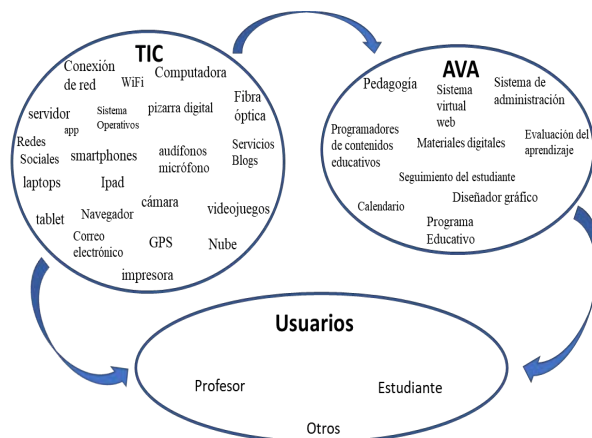 TIC
Conexión
de red
WiFi
Computadora
servidor
app
Sistema
Operativos
pizarra digital
Fibra
óptica
Redes
Sociales
smartphones
audífonos
micrófono
Servicios
Blogs
laptops
Ipad
cámara
videojuegos
tablet
Navegador
Correo
electrónico
GPS
Nube
impresora
AVA
Pedagogía
Sistema
virtual
web
Sistema de
administración
Programadores
de contenidos
educativos
Materiales digitales
Evaluación del
aprendizaje
Seguimiento del estudiante
Calendario
Diseñador gráfico
Programa
Educativo
Usuarios
Profesor
Estudiante
Otros